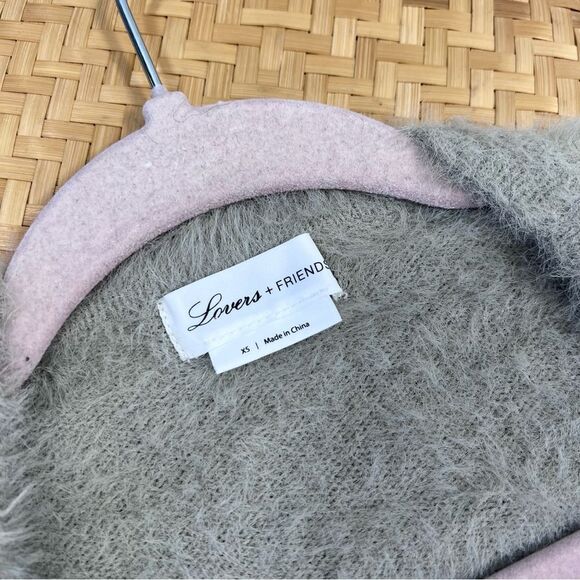 Lovers + FRIENDS
XS | Made in China